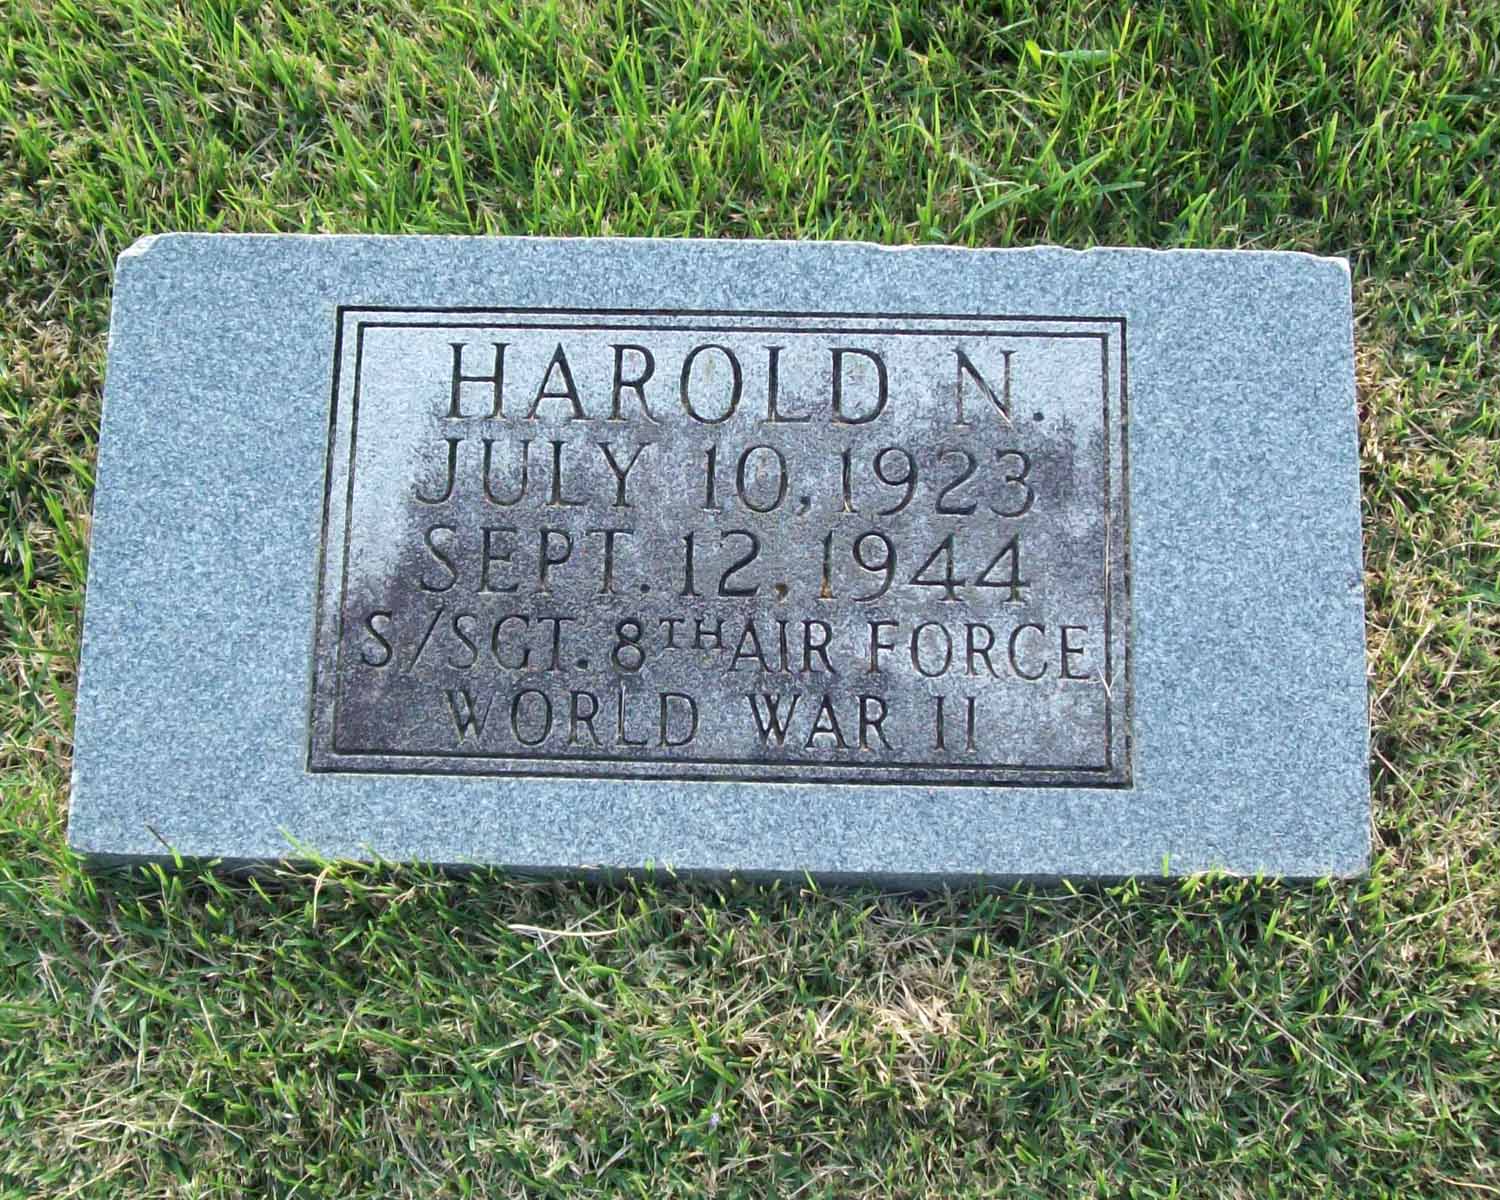 HAROLD N.
JULY 10, 1923
SEPT. 12, 1944
S/SGT. 8TH AIR FORCE
WORLD WAR II